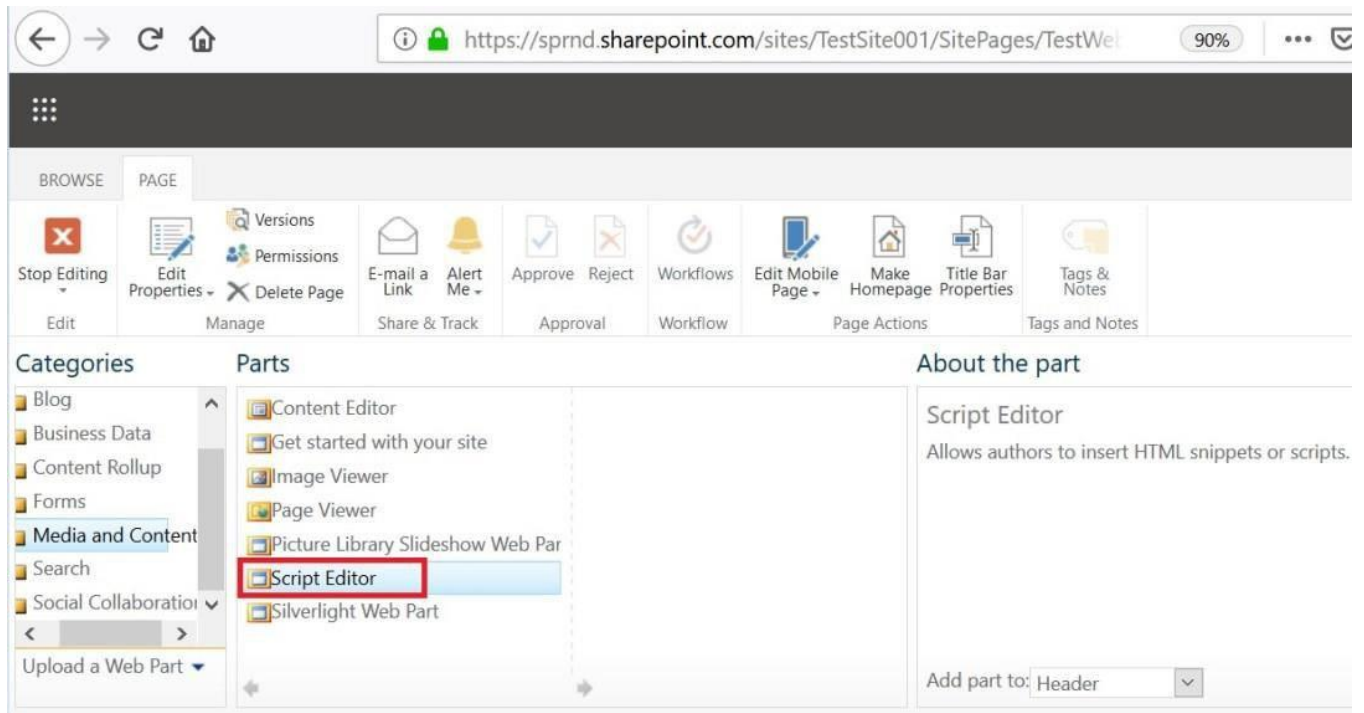 https://sprnd.sharepoint.com/sites/TestSite001/SitePages/TestWe
90%
BROWSE PAGE
Stop Editing
Edit
Properties
Versions
Permissions
Delete Page
E-mail a
Link
Alert
Me
Approve
Reject
Workflows
Edit Mobile
Page
Make
Homepage
Title Bar
Properties
Tags &
Notes
Edit
Manage
Share & Track
Approval
Workflow
Page Actions
Tags and Notes
Categories
Blog
Business Data
Content Rollup
Forms
Media and Content
Search
Social Collaboratio
Upload a Web Part
Parts
Content Editor
Get started with your site
Image Viewer
Page Viewer
Picture Library Slideshow Web Par
Script Editor
Silverlight Web Part
About the part
Script Editor
Allows authors to insert HTML snippets or scripts.
Add part to: Header